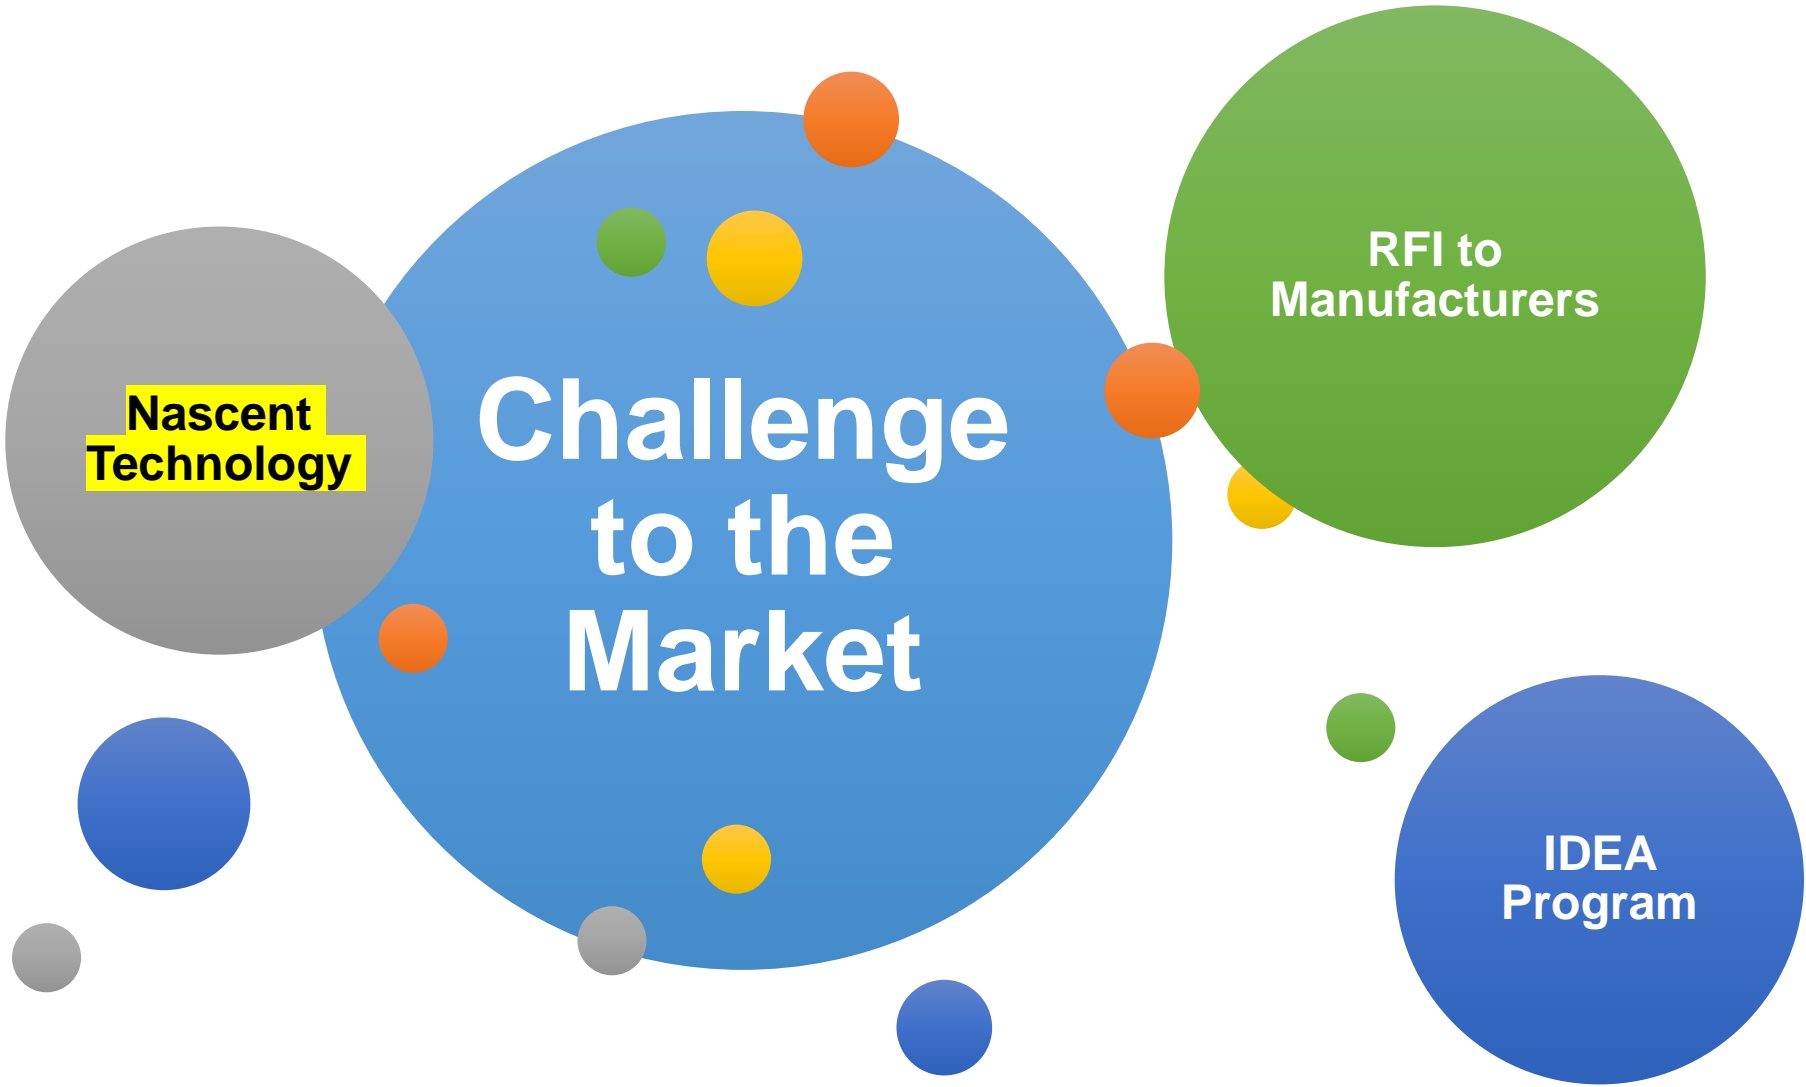 Nascent
Technology
Challenge
to the
Market
RFI to
Manufacturers
IDEA
Program